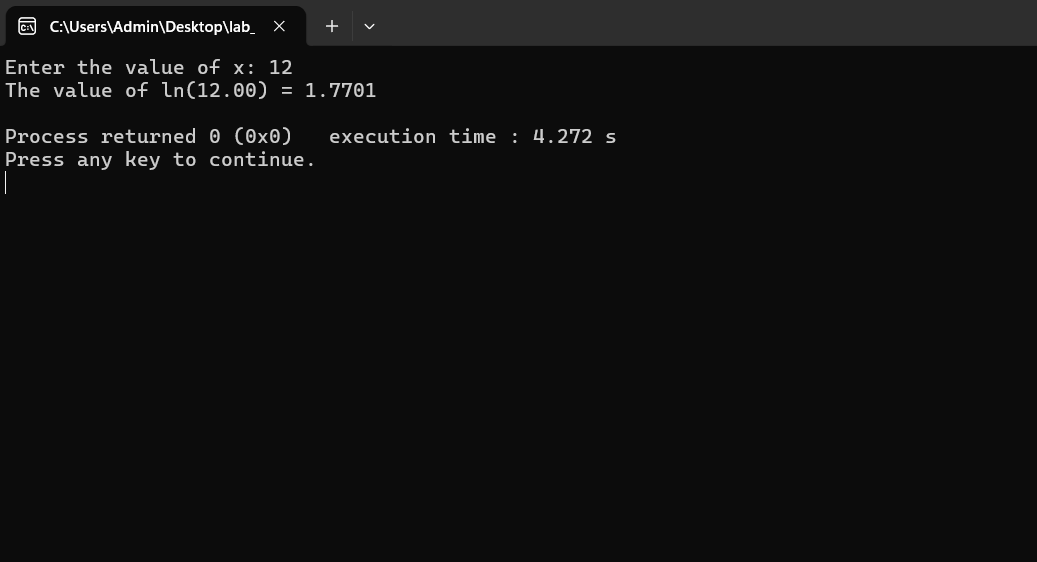 C:\Users\Admin\Desktop\lab_
Enter the value of x: 12
The value of ln(12.00) = 1.7701
Process returned 0 (0x0)   execution time : 4.272 s
Press any key to continue.